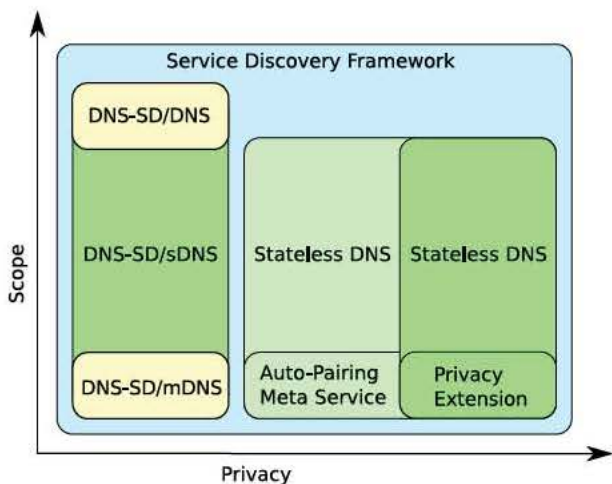 Service Discovery Framework
DNS-SD/DNS
DNS-SD/sDNS
Stateless DNS
Stateless DNS
DNS-SD/mDNS
Auto-Pairing
Meta Service
Privacy
Extension
Scope
Privacy